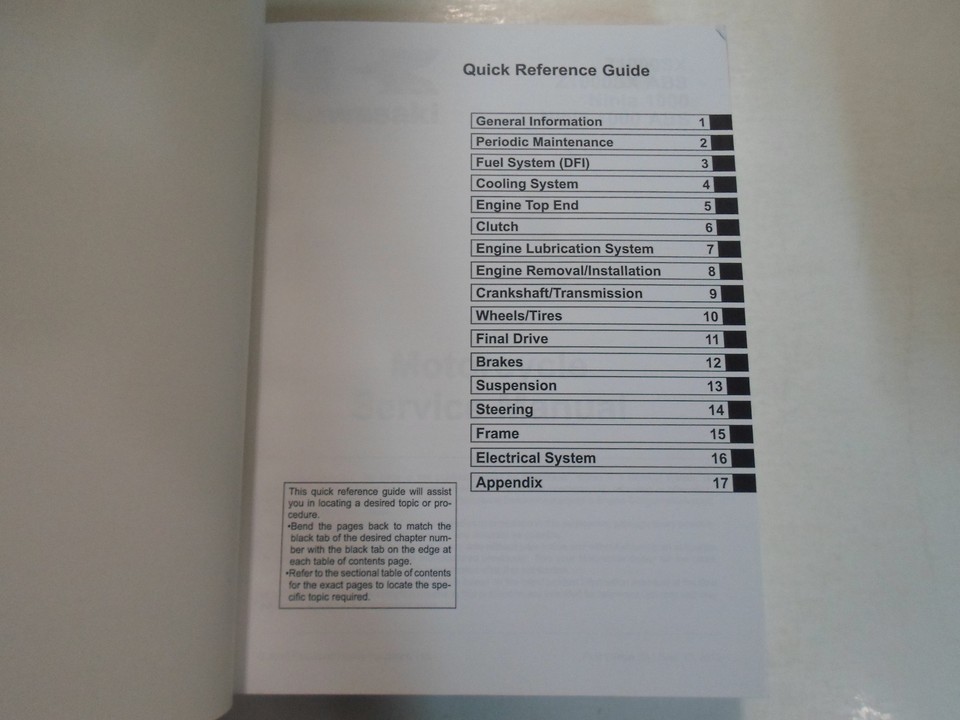 Quick Reference Guide
General Information 1
Periodic Maintenance 2
Fuel System (DFI) 3
Cooling System 4
Engine Top End 5
Clutch 6
Engine Lubrication System 7
Engine Removal/Installation 8
Crankshaft/Transmission 9
Wheels/Tires 10
Final Drive 11
Brakes 12
Suspension 13
Steering 14
Frame 15
Electrical System 16
Appendix 17
This quick reference guide will assist
you in locating a desired topic or pro-
cedure.
•Bend the pages back to match the
black tab of the desired chapter num-
ber with the black tab on the edge at
each table of contents page.
•Refer to the sectional table of contents
for the exact pages to locate the spe-
cific topic required.
Motorcycle
Service Manual